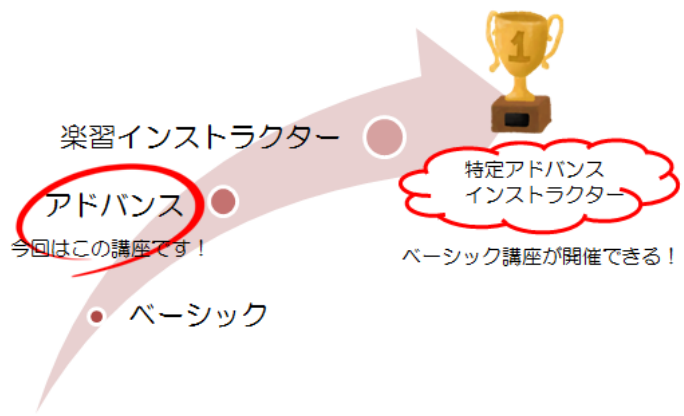 1
楽習インストラクター
特定アドバンス
インストラクター
アドバンス
今回はこの講座です！
ベーシック講座が開催できる！
ベーシック